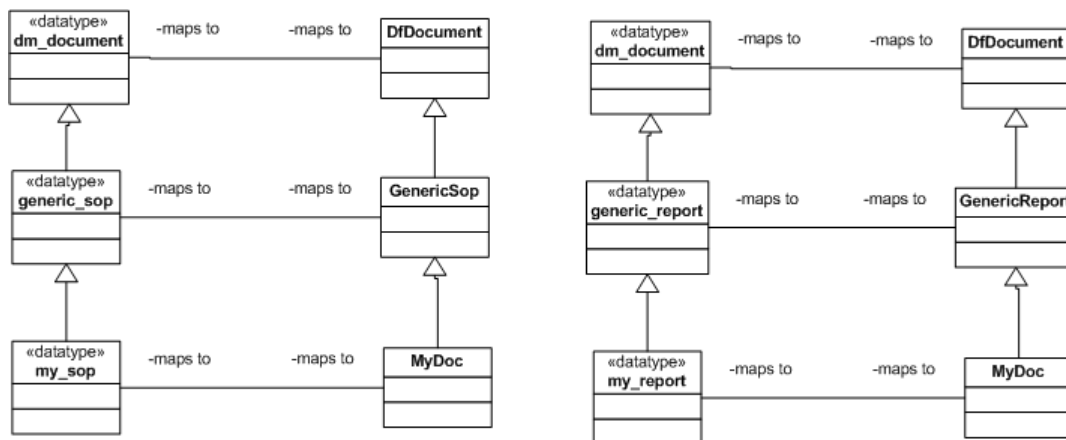 «datatype»
dm_document
-maps to
-maps to
DfDocument
«datatype»
generic_sop
-maps to
-maps to
GenericSop
«datatype»
my_sop
-maps to
-maps to
MyDoc
«datatype»
dm_document
-maps to
-maps to
DfDocument
«datatype»
generic_report
-maps to
-maps to
GenericReport
«datatype»
my_report
-maps to
-maps to
MyDoc